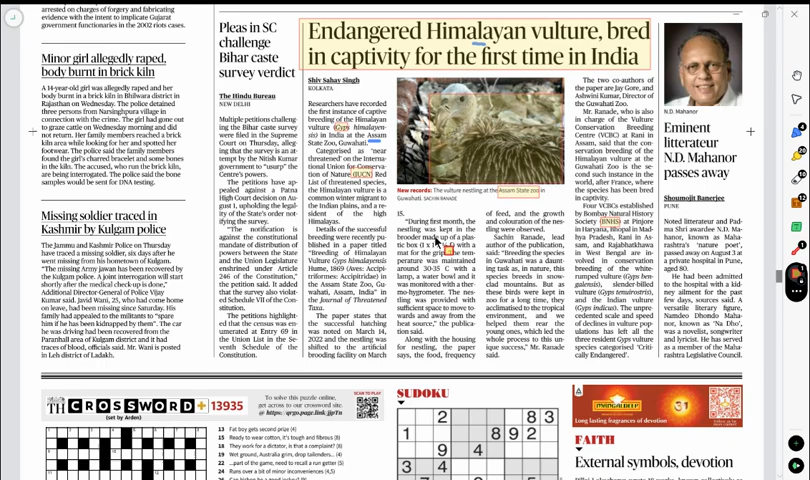 arrested on charges of forgery and fabricating
evidence with the intent to implicate Gujarat
government functionaries in the 2002 riots cases.
Minor girl allegedly raped,
body burnt in brick kiln
A 14-year-old girl was allegedly raped and her
body burnt in a brick kiln in Bhilwara district in
Rajasthan on Wednesday. The police detained
three persons from Narsinghpura village in
connection with the crime. The girl had gone out
to graze cattle on Wednesday morning and did
not return. Her family members reached a brick
kiln area while looking for her and spotted her
footwear. The police said the family members
found the girl's charred bracelet and some bones
in the kiln. The accused, who run the brick kiln,
are being interrogated. The police said the bone
samples would be sent for DNA testing.
Missing soldier traced in
Kashmir by Kulgam police
The Jammu and Kashmir Police on Thursday
have traced a missing soldier, six days after he
went missing from his hometown of Kulgam.
"The missing Army jawan has been recovered by
the Kulgam police. A joint interrogation will start
shortly after the medical check-up is done,"
Additional Director-General of Police Vijay
Kumar said. Javid Wani, 25, who had come home
on leave, had been missing since Saturday. His
family had appealed to the militants to "spare
him if he has been kidnapped by them". The car
he was driving had been recovered from the
Paranhall area of Kulgam district and it had
traces of blood, officials said. Mr. Wani is posted
in Leh district of Ladakh.
Pleas in SC
challenge
Bihar caste
survey verdict
The Hindu Bureau
NEW DELHI
Multiple petitions challeng-
ing the Bihar caste survey
were filed in the Supreme
Court on Thursday, alleg-
ing that the survey is an at-
tempt by the Nitish Kumar
government to "usurp" the
Centre's powers.
The petitions have ap-
pealed against a Patna
High Court decision on Au-
gust 1, upholding the legal-
ity of the State's order not-
ifying the survey.
"The notification is
against the constitutional
mandate of distribution of
powers between the State
and the Union Legislature
enshrined under Article
246 of the Constitution,"
the petition said. It added
that the survey also violat-
ed Schedule VII of the Con-
stitution.
The petitions highlight-
ed that the census was en-
umerated at Entry 69 in
the Union List in the Se-
venth Schedule of the
Constitution.
Endangered Himalayan vulture, bred
in captivity for the first time in India
Shiv Sahay Singh
KOLKATA
Researchers have recorded
the first instance of captive
breeding of the Himalayan
vulture (Gyps himalayen-
sis) in India at the Assam
State Zoo, Guwahati.
Categorised as 'near
threatened' on the Interna-
tional Union for Conserva-
tion of Nature (IUCN) Red
List of threatened species,
the Himalayan vulture is a
common winter migrant to
the Indian plains, and a re-
sident of the high
Himalayas.
Details of the successful
breeding were recently pu-
blished in a paper titled
"Breeding of Himalayan
Vulture Gyps himalayensis
Hume, 1869 (Aves: Accipi-
triformes: Accipitridae) in
the Assam State Zoo, Gu-
wahati, Assam, India" in
the Journal of Threatened
Taxa.
The paper states that
the successful hatching
was noted on March 14,
2022 and the nestling was
shifted to the artificial
brooding facility on March
New records: The vulture nestling at the Assam State zoo in
Guwahati. SACHIN RANADE
15.
"During first month, the
nestling was kept in the
brooder made up of a plas-
tic box
mat for the
perature was maintained
around 30-35 C with a
lamp, a water bowl and it
was monitored with a ther-
mo-hygrometer. The nes-
tling was provided with
sufficient space to move to-
wards and away from the
heat source," the publica-
tion said.
Along with the housing
for nestling, the paper
says, the food, frequency
of feed, and the growth
and colouration of the nes-
tling were observed.
Sachin Ranade, lead
author of the publication,
said: "Breeding the species
in Guwahati was a daunt-
ing task as, in nature, this
species breeds in snow-
clad mountains. But as
these birds were kept in
zoo for a long time, they
acclimatised to the tropical
environment, and we
helped them rear the
young ones, which led the
whole process to this un-
ique success," Mr. Ranade
said.
The two co-authors of
the paper are Jay Gore, and
Ashwini Kumar, Director of
the Guwahati Zoo.
Mr. Ranade, who is also
in charge of the Vulture
Conservation Breeding
Centre (VCBC) at Rani in
Assam, said that the con-
servation breeding of the
Himalayan vulture at the
Guwahati Zoo is the se-
cond such instance in the
world, after France, where
the species has been bred
in captivity.
Four VCBCs established
by Bombay Natural History
Society (BNHS) at Pinjore
in Haryana, Bhopal in Mad-
hya Pradesh, Rani in As-
sam, and Rajabhatkhawa
in West Bengal are in-
volved in conservation
breeding of the white-
rumped vulture (Gyps ben-
galensis), slender-billed
vulture (Gyps tenuirostris),
and the Indian vulture
(Gyps indicus). The unpre-
cedented scale and speed
of declines in vulture popu-
lations has left all the
three resident Gyps vulture
species categorised 'Criti-
cally Endangered'.
N.D. Mahanor
Eminent
litterateur
N.D. Mahanor
passes away
Shoumojit Banerjee
PUNE
Noted litterateur and Pad-
ma Shri awardee N.D. Ma-
hanor, known as Maha-
rashtra's 'nature poet',
passed away on August 3
at a private hospital in
Pune, aged 80.
He had been admitted
to the hospital with a kid-
ney ailment for the past
few days, sources said. A
versatile literary figure,
Namdeo Dhondo Maha-
nor, known as 'Na Dho',
was a novelist, songwriter
and lyricist. He had served
as a member of the Maha-
rashtra Legislative Council.
TH CROSSWORD + 13935
(set by Arden)
To solve this puzzle online,
get access to our crossword site
@ https://qrgo.page.link/jpTu
SCAN TO PLAY
13 Fat boy gets second prize (4)
15 Ready to wear cotton, it's tough and fibrous (8)
18 They work for a dictator, is that a complaint? (8)
19 Wet ground, Australia grim, drop tailenders... (4)
22 ...part of the game, need to recall a run getter (5)
24 Runs over a bit of minor inconsistencies (4,5)
SUDOKU
2 8 3
1 8 9 2
9 4
3 4
MANGALDEEP
31
Long lasting fragrances of devotion
FAITH
External symbols, devotion